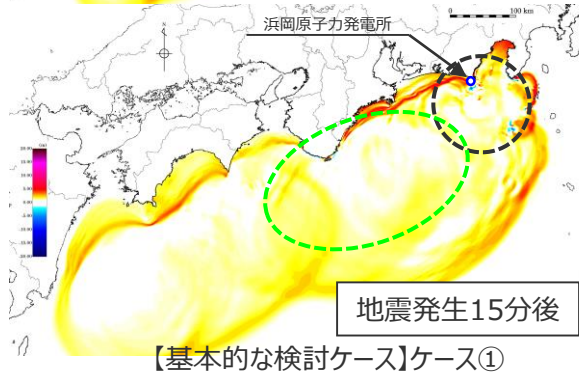 浜岡原子力発電所
0 100 km
N
(m)
地震発生15分後
【基本的な検討ケース】ケース①